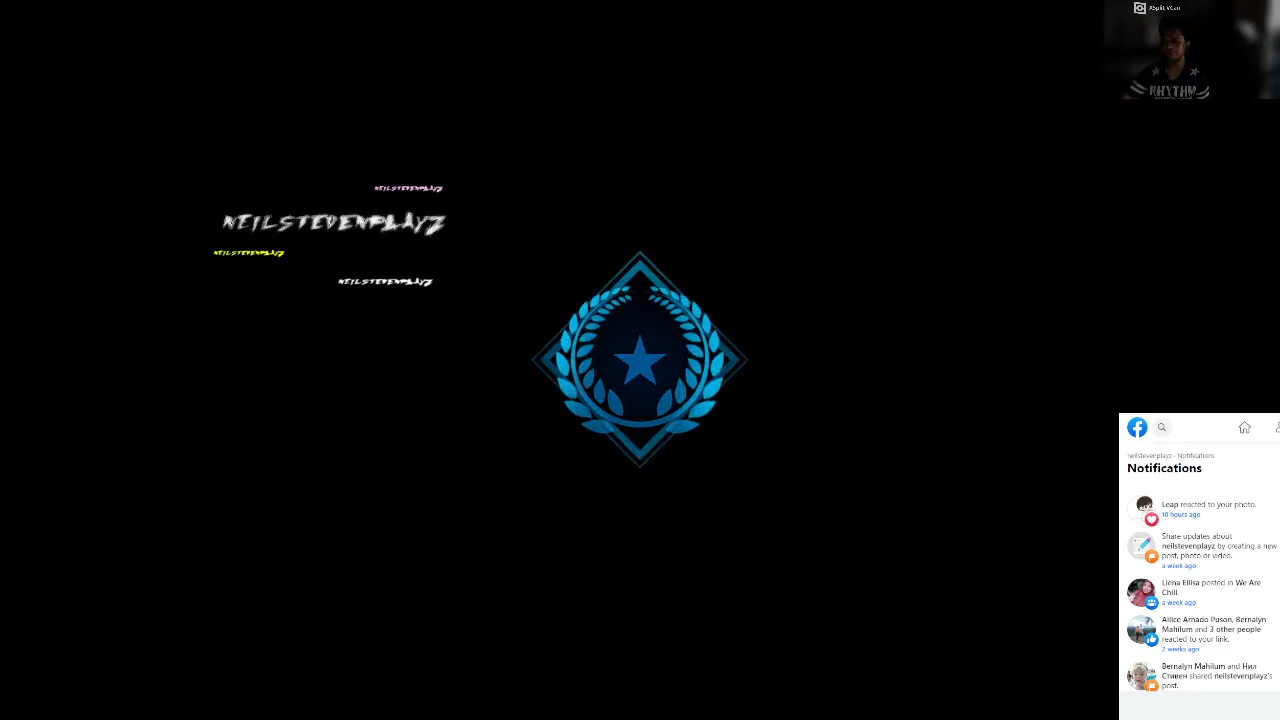 XSplit VCam
RHYTHM
NEILSTEVENPLAYZ
NEILSTEVENPLAYZ
NEILSTEVENPLAYZ
NEILSTEVENPLAYZ
neilstevenplayz › Notifications
Notifications
Leap reacted to your photo.
10 hours ago
Share updates about
neilstevenplayz by creating a new
post, photo or video.
a week ago
Liena Ellisa posted in We Are
Chill.
a week ago
Allice Arnado Puson, Bernalyn
Mahilum and 3 other people
reacted to your link.
2 weeks ago
Bernalyn Mahilum and Нил
Стивен shared neilstevenplayz's
post.